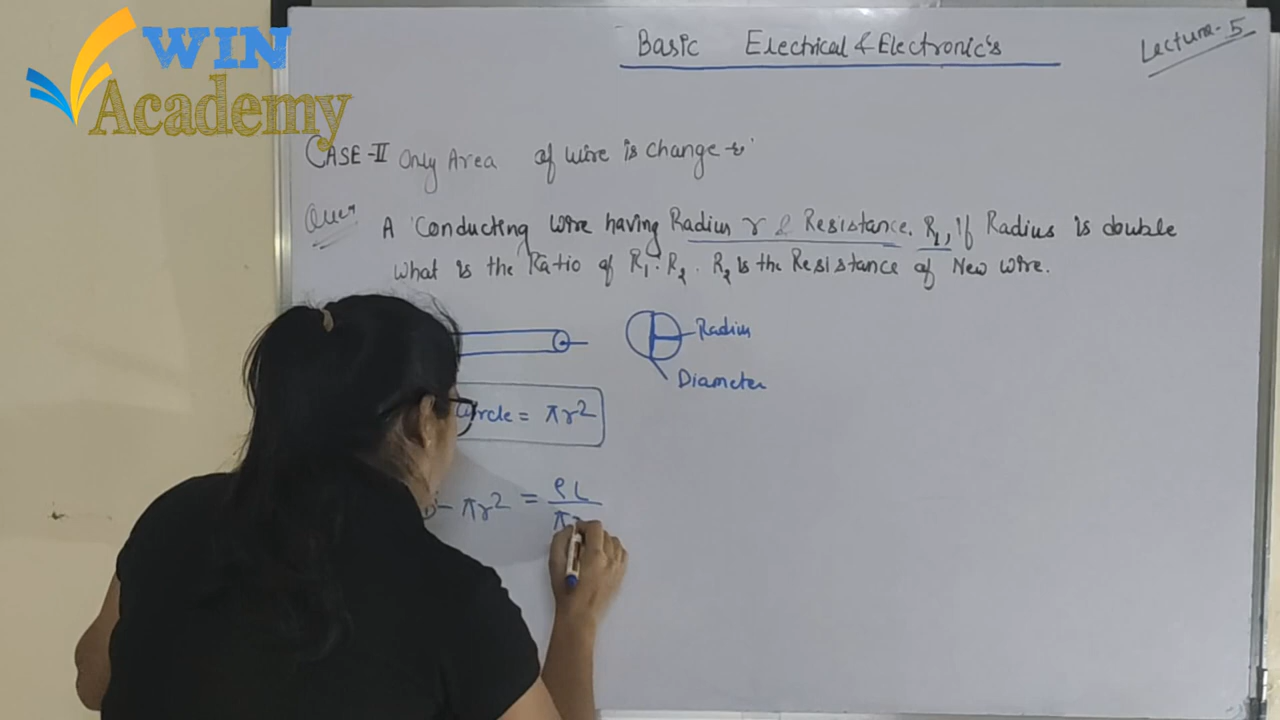 WIN
Academy
Basic Electrical & Electronic's
Lecture-5
CASE-II Only Area of wire is change
Ques
A Conducting wire having Radius r & Resistance. R₁, If Radius is double
what is the Ratio of R₁. R₂. R₂ is the Resistance of New wire.
Radius
Diameter
circle = πr²
πr² = ρL
π